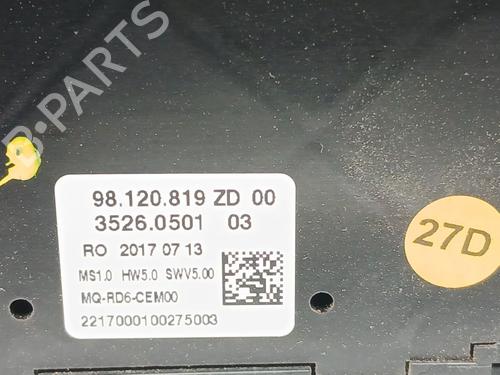 B-PARTS
98.120.819 ZD 00
3526.0501 03
RO 2017 07 13
MS1.0 HW5.0 SWV5.00
MQ-RD6-CEM00
2217000100275003
27D